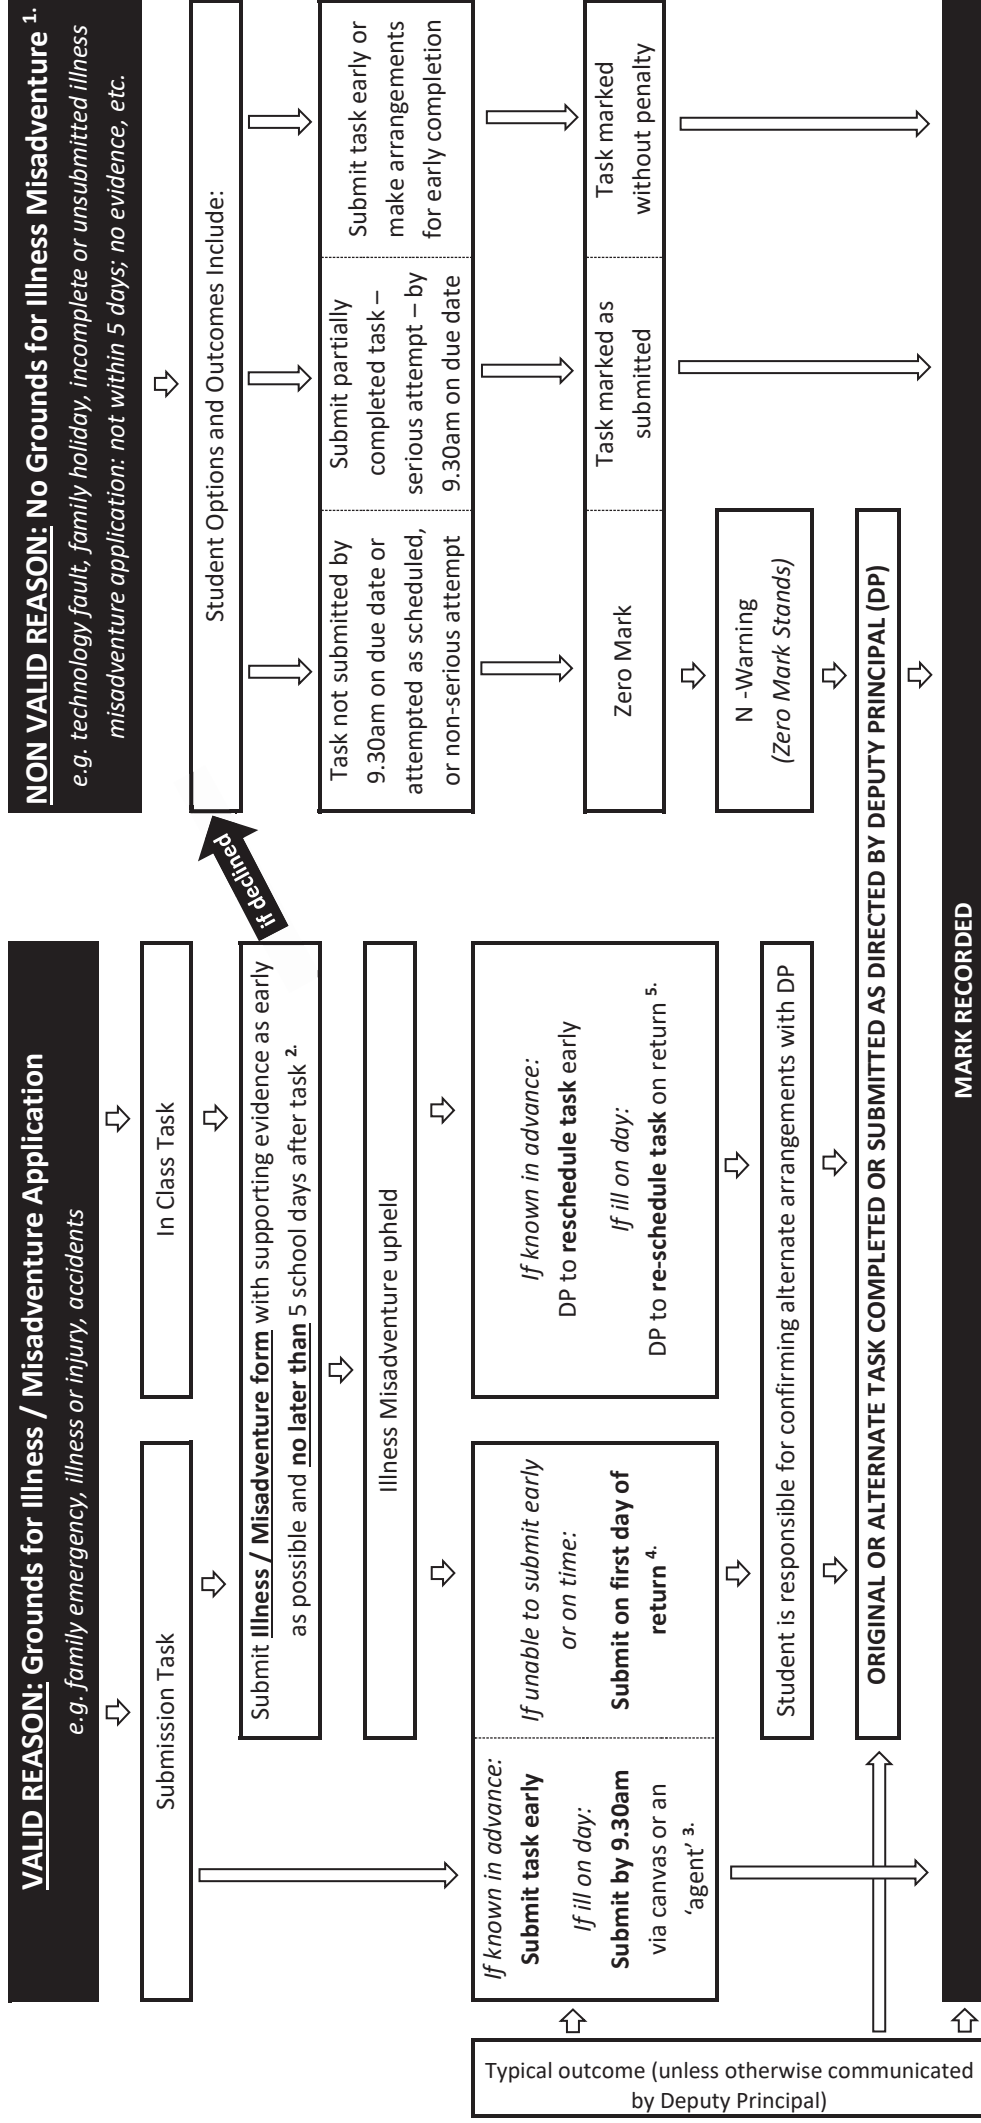 VALID REASON: Grounds for Illness / Misadventure Application
e.g. family emergency, illness or injury, accidents
NON VALID REASON: No Grounds for Illness Misadventure 1.
e.g. technology fault, family holiday, incomplete or unsubmitted illness
misadventure application: not within 5 days; no evidence, etc.
Submission Task
In Class Task
Student Options and Outcomes Include:
Submit Illness / Misadventure form with supporting evidence as early
as possible and no later than 5 school days after task 2.
if declined
Illness Misadventure upheld
Task not submitted by
9.30am on due date or
attempted as scheduled,
or non-serious attempt
Submit partially
completed task –
serious attempt – by
9.30am on due date
Submit task early or
make arrangements
for early completion
If known in advance:
Submit task early
If ill on day:
Submit by 9.30am
via canvas or an
‘agent’ 3.
If unable to submit early
or on time:
Submit on first day of
return 4.
If known in advance:
DP to reschedule task early
If ill on day:
DP to re-schedule task on return 5.
Zero Mark
Task marked as
submitted
Task marked
without penalty
N -Warning
(Zero Mark Stands)
Student is responsible for confirming alternate arrangements with DP
ORIGINAL OR ALTERNATE TASK COMPLETED OR SUBMITTED AS DIRECTED BY DEPUTY PRINCIPAL (DP)
MARK RECORDED
Typical outcome (unless otherwise communicated
by Deputy Principal)